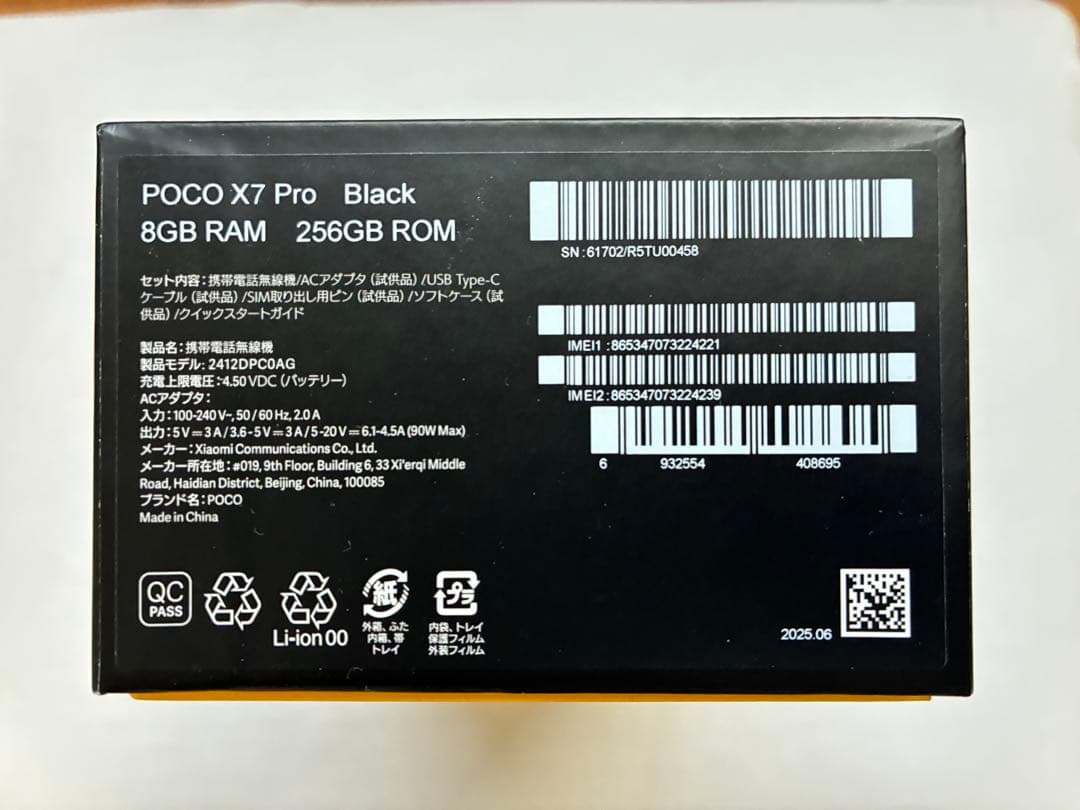 POCO X7 Pro Black
8GB RAM 256GB ROM
セット内容：携帯電話無線機/ACアダプタ（試供品）/USB Type-C
ケーブル（試供品）/SIM取り出し用ピン（試供品）/ソフトケース（試
供品）/クイックスタートガイド
製品名：携帯電話無線機
製品モデル: 2412DPC0AG
充電上限電圧：4.50 VDC（バッテリー）
ACアダプタ：
入力：100-240 V~, 50 / 60 Hz, 2.0 A
出力：5 V⎓3 A / 3.6 - 5 V⎓3 A / 5-20 V⎓6.1-4.5A (90W Max)
メーカー：Xiaomi Communications Co., Ltd.
メーカー所在地：#019, 9th Floor, Building 6, 33 Xi'erqi Middle
Road, Haidian District, Beijing, China, 100085
ブランド名：POCO
Made in China
SN : 61702/R5TU00458
IMEI1 : 865347073224221
IMEI2 : 865347073224239
6 932554 408695
QC
PASS
Li-ion 00
紙
外箱、ふた
内箱、帯
トレイ
プラ
内袋、トレイ
保護フィルム
外装フィルム
2025.06